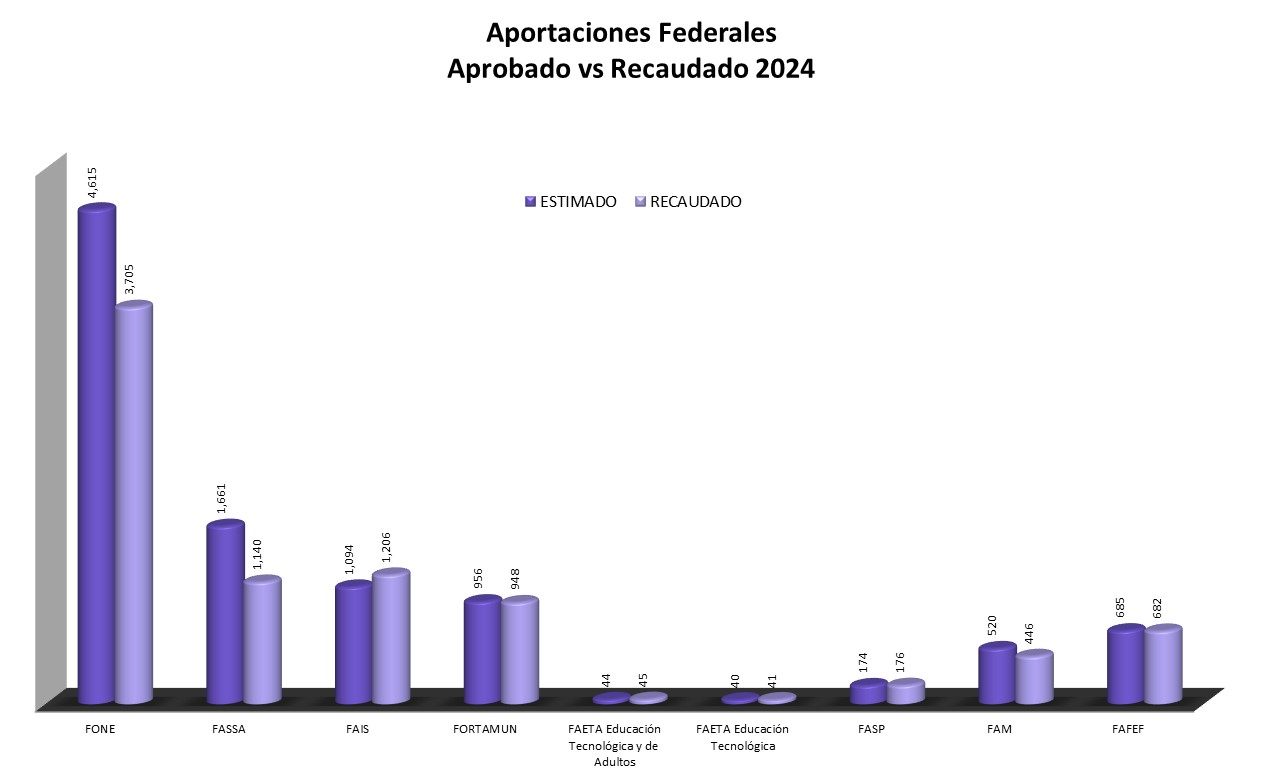 Aportaciones Federales
Aprobado vs Recaudado 2024
ESTIMADO RECAUDADO
4,615
3,705
1,661
1,140
1,094
1,206
956
948
44
45
40
41
174
176
520
446
685
682
FONE
FASSA
FAIS
FORTAMUN
FAETA Educación
Tecnológica y de
Adultos
FAETA Educación
Tecnológica
FASP
FAM
FAFEF